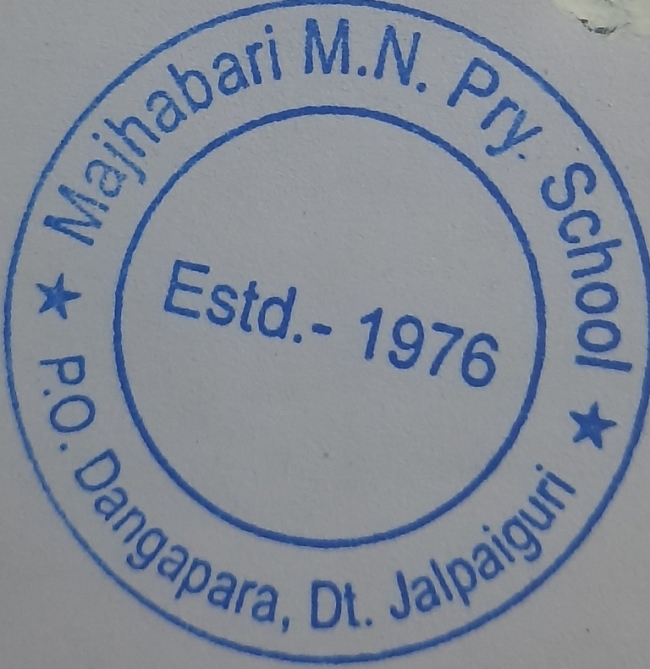 Majhabari M.N. Pry. School
Estd.- 1976
P.O. Dangapara, Dt. Jalpaiguri